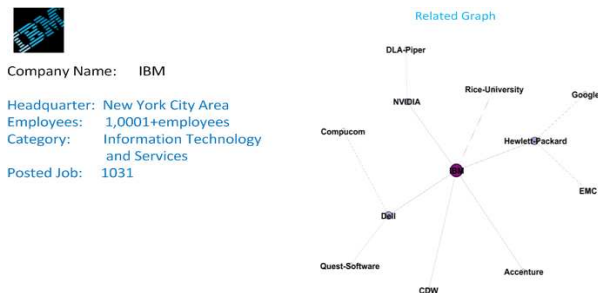 IBM
Company Name: IBM
Headquarter: New York City Area
Employees: 1,0001+employees
Category: Information Technology
and Services
Posted Job: 1031
Related Graph
DLA-Piper
NVIDIA
Rice-University
Google
Compucom
Hewlett-Packard
IBM
EMC
Dell
Quest-Software
Accenture
CDW